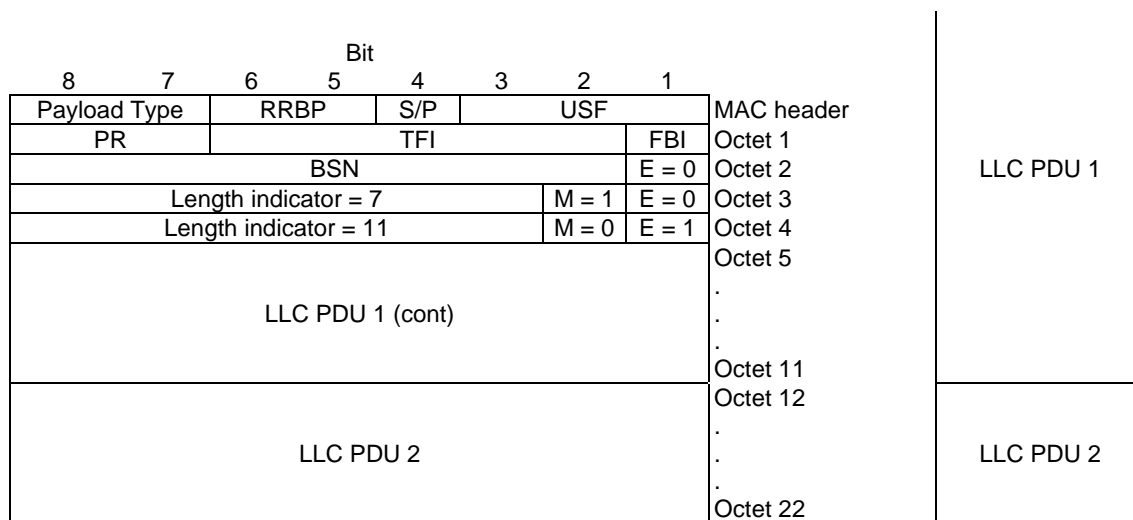 Bit
8 7 6 5 4 3 2 1
Payload Type RRBP S/P USF MAC header
PR TFI FBI Octet 1
BSN E = 0 Octet 2 LLC PDU 1
Length indicator = 7 M = 1 E = 0 Octet 3
Length indicator = 11 M = 0 E = 1 Octet 4
Octet 5
.
LLC PDU 1 (cont) .
.
Octet 11
Octet 12
.
LLC PDU 2 . LLC PDU 2
.
Octet 22